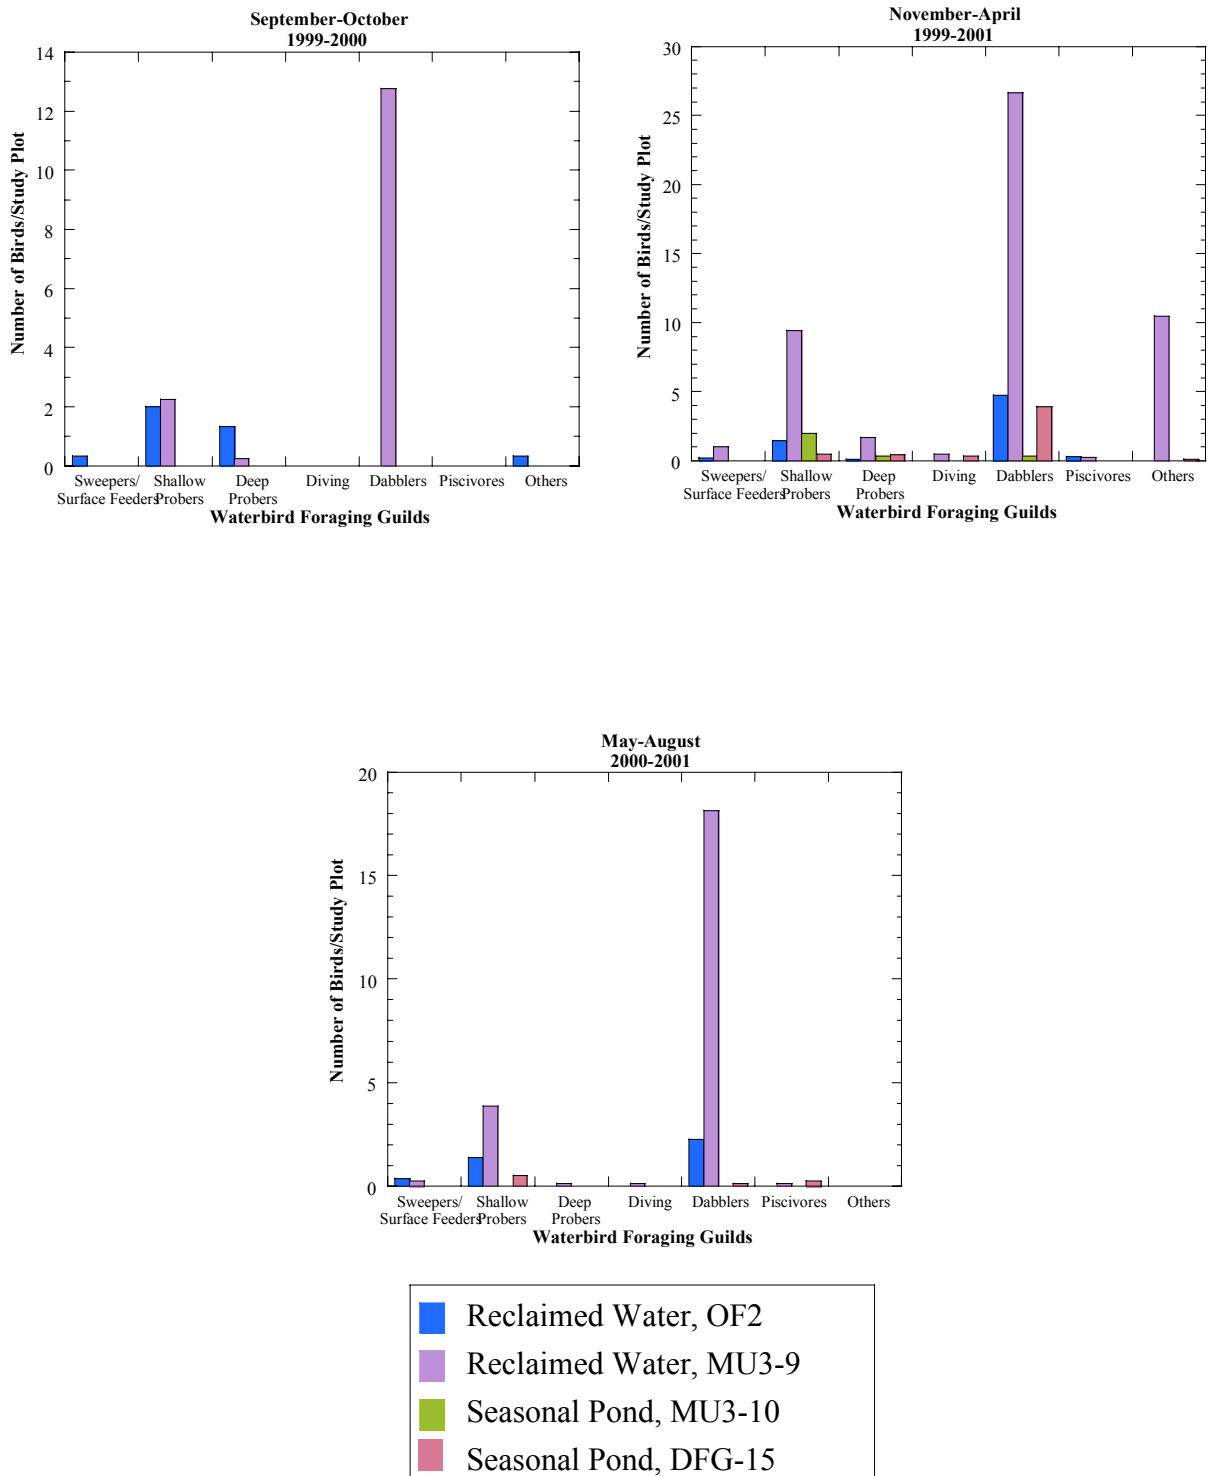 September-October
1999-2000
Number of Birds/Study Plot
14
12
10
8
6
4
2
0
Sweepers/ Shallow Deep Diving Dabblers Piscivores Others
Surface Feeders Probers Probers
Waterbird Foraging Guilds
November-April
1999-2001
Number of Birds/Study Plot
30
25
20
15
10
5
0
Sweepers/ Shallow Deep Diving Dabblers Piscivores Others
Surface Feeders Probers Probers
Waterbird Foraging Guilds
May-August
2000-2001
Number of Birds/Study Plot
20
15
10
5
0
Sweepers/ Shallow Deep Diving Dabblers Piscivores Others
Surface Feeders Probers Probers
Waterbird Foraging Guilds
Reclaimed Water, OF2
Reclaimed Water, MU3-9
Seasonal Pond, MU3-10
Seasonal Pond, DFG-15